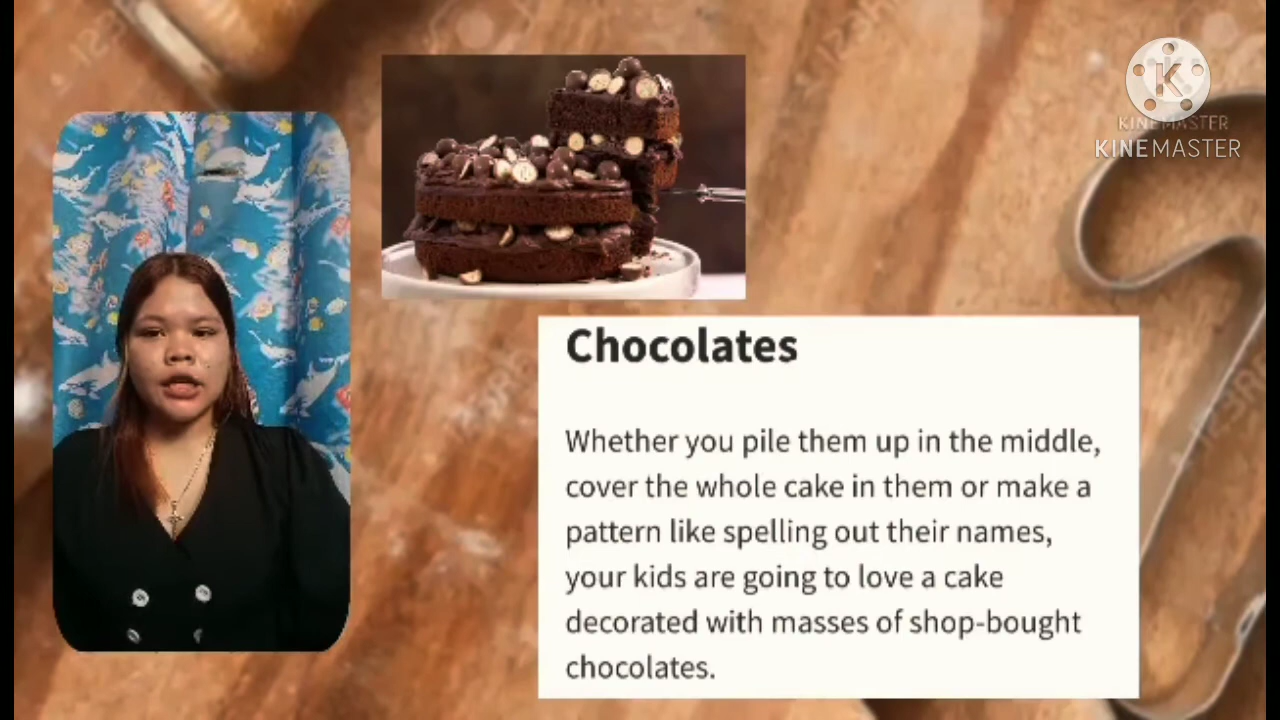 KINEMASTER
KINEMASTER
Chocolates
Whether you pile them up in the middle,
cover the whole cake in them or make a
pattern like spelling out their names,
your kids are going to love a cake
decorated with masses of shop-bought
chocolates.